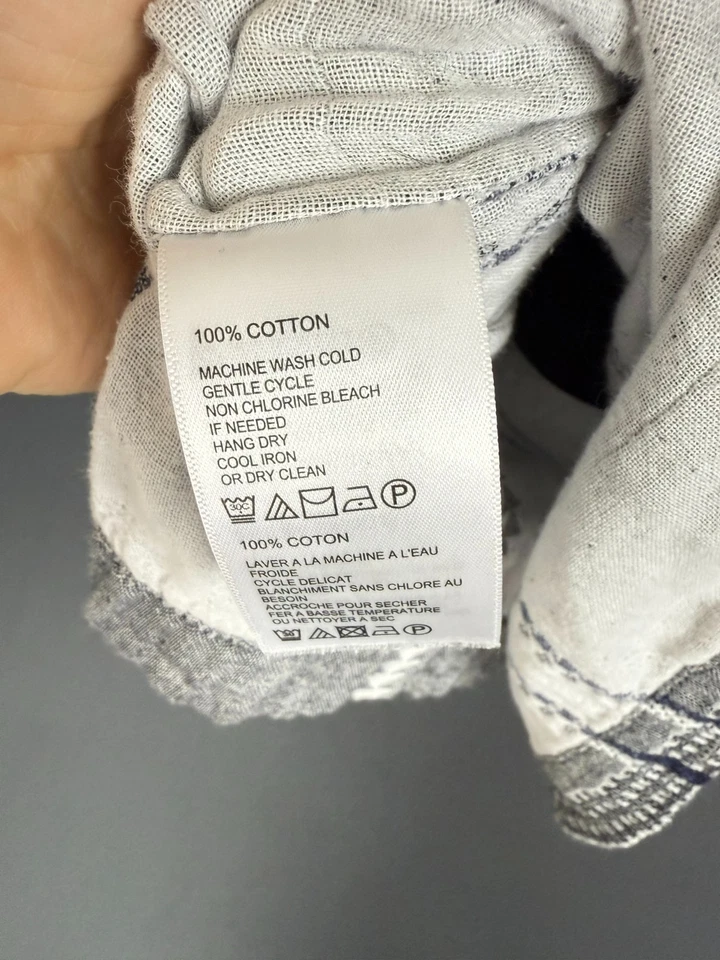 100% COTTON
MACHINE WASH COLD
GENTLE CYCLE
NON CHLORINE BLEACH
IF NEEDED
HANG DRY
COOL IRON
OR DRY CLEAN
30C P
100% COTON
LAVER A LA MACHINE A L'EAU
FROIDE
CYCLE DELICAT
BLANCHIMENT SANS CHLORE AU
BESOIN
ACCROCHE POUR SECHER
FER A BASSE TEMPERATURE
OU NETTOYER A SEC
P